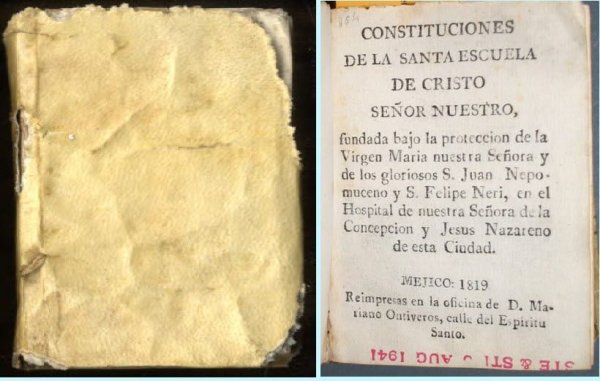 CONSTITUCIONES
DE LA SANTA ESCUELA
DE CRISTO
SEÑOR NUESTRO,
fundada bajo la proteccion de la
Virgen Maria nuestra Señora y
de los gloriosos S. Juan Nepo-
muceno y S. Felipe Neri, en el
Hospital de nuestra Señora de la
Concepcion y Jesus Nazareno
de esta Ciudad.
MEJICO: 1819
Reimpresas en la oficina de D. Ma-
riano Ontiveros, calle del Espiritu
Santo.
AUG 1941